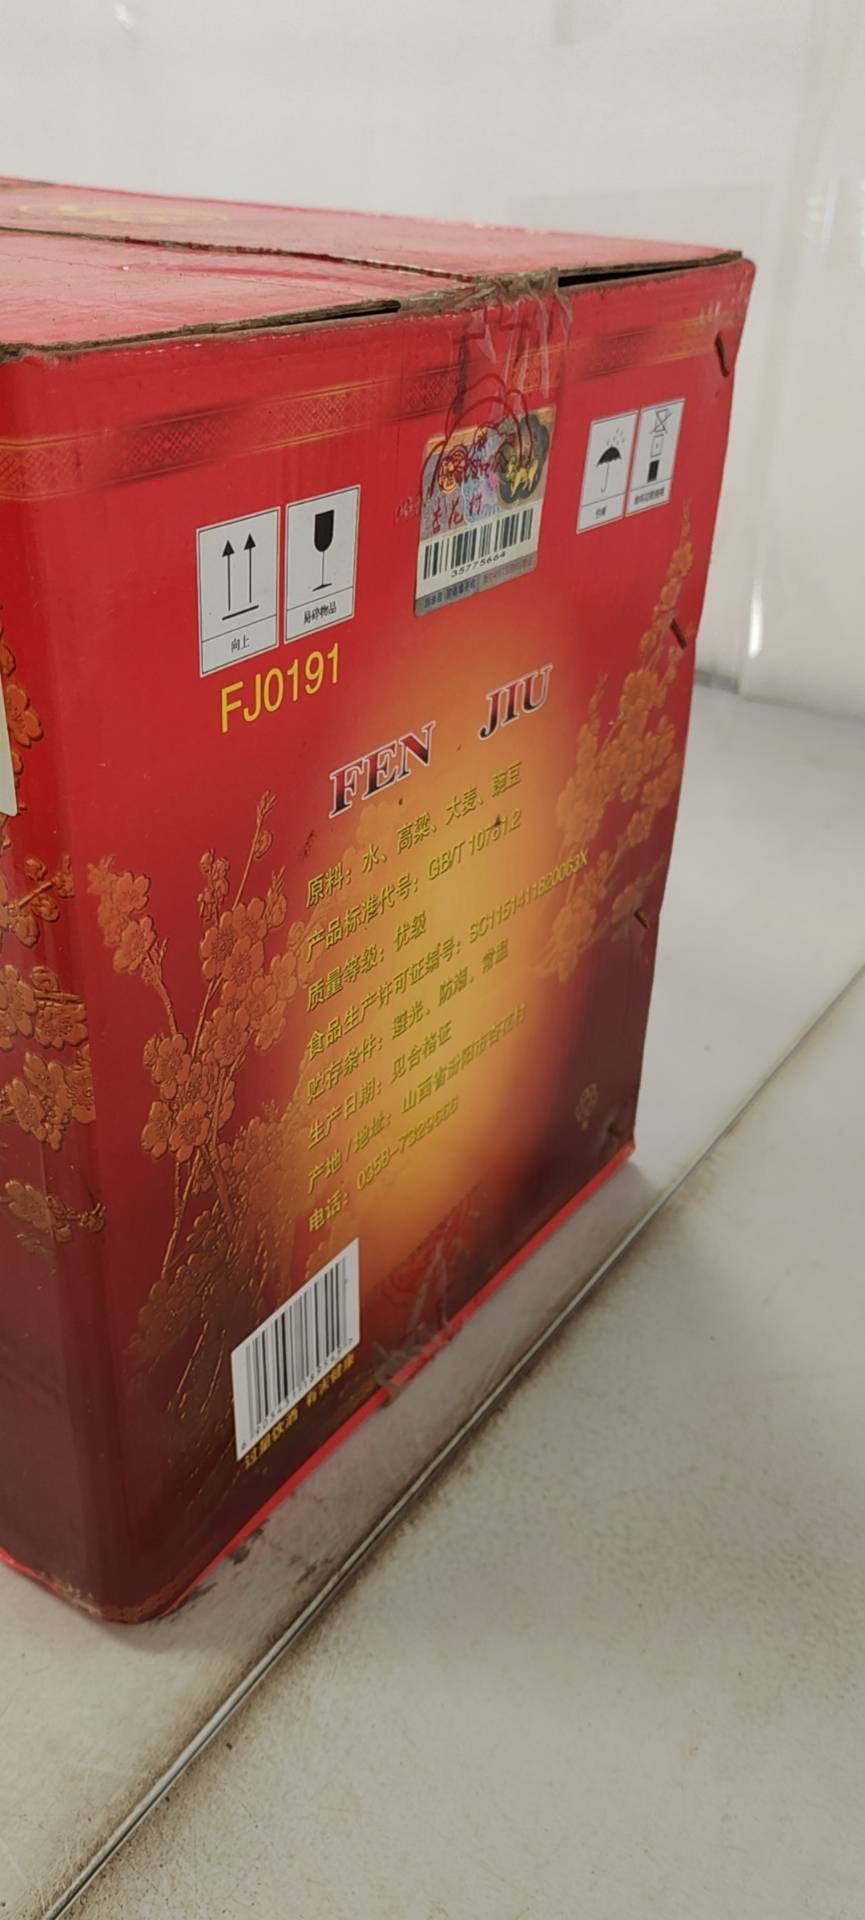 杏花村
35775664
向上
易碎物品
FJ0191
FEN JIU
原料：水、高粱、大麦、豌豆
产品标准代号：GB/T 10781.2
质量等级：优级
食品生产许可证编号：SC1151411820063X
贮存条件：避光、防潮、常温
生产日期：见合格证
产地/地址：山西省汾阳市杏花村
电话：0358-7329666
过量饮酒 有害健康